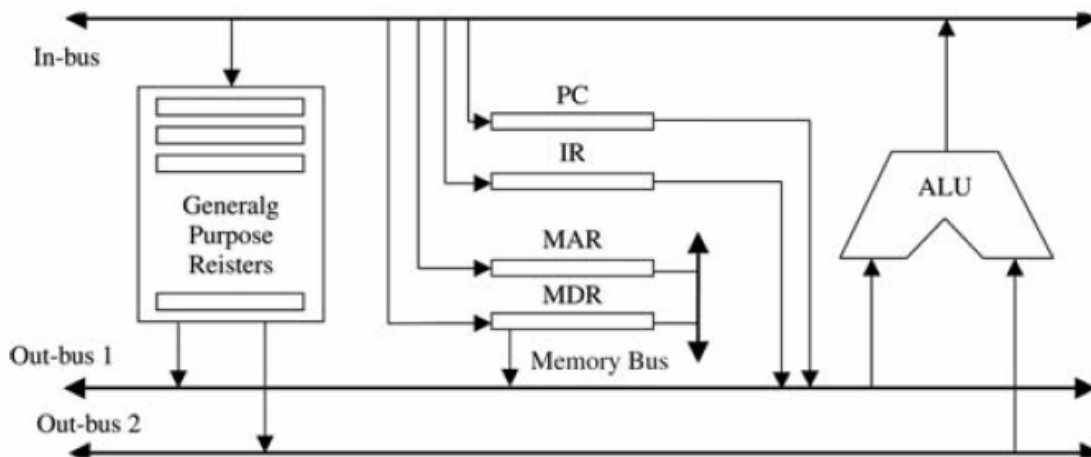 In-bus
PC
IR
ALU
Generalg
Purpose
Reisters
MAR
MDR
Out-bus 1
Memory Bus
Out-bus 2